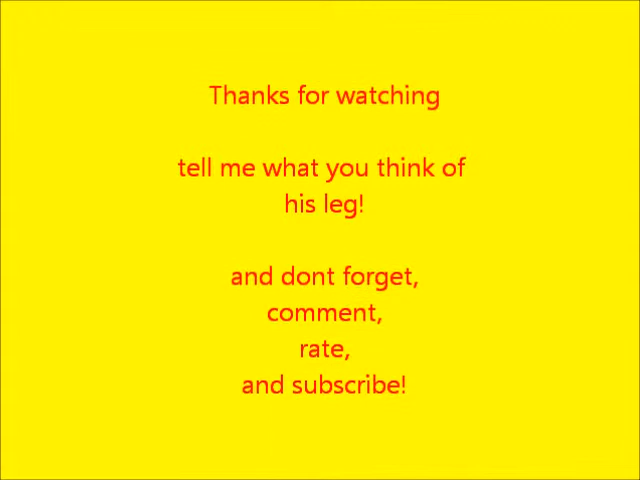 Thanks for watching
tell me what you think of
his leg!
and dont forget,
comment,
rate,
and subscribe!